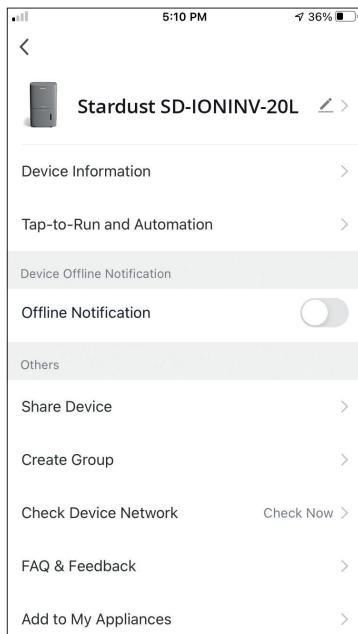 5:10 PM
36%
Stardust SD-IONINV-20L
Device Information
Tap-to-Run and Automation
Device Offline Notification
Offline Notification
Others
Share Device
Create Group
Check Device Network
Check Now
FAQ & Feedback
Add to My Appliances